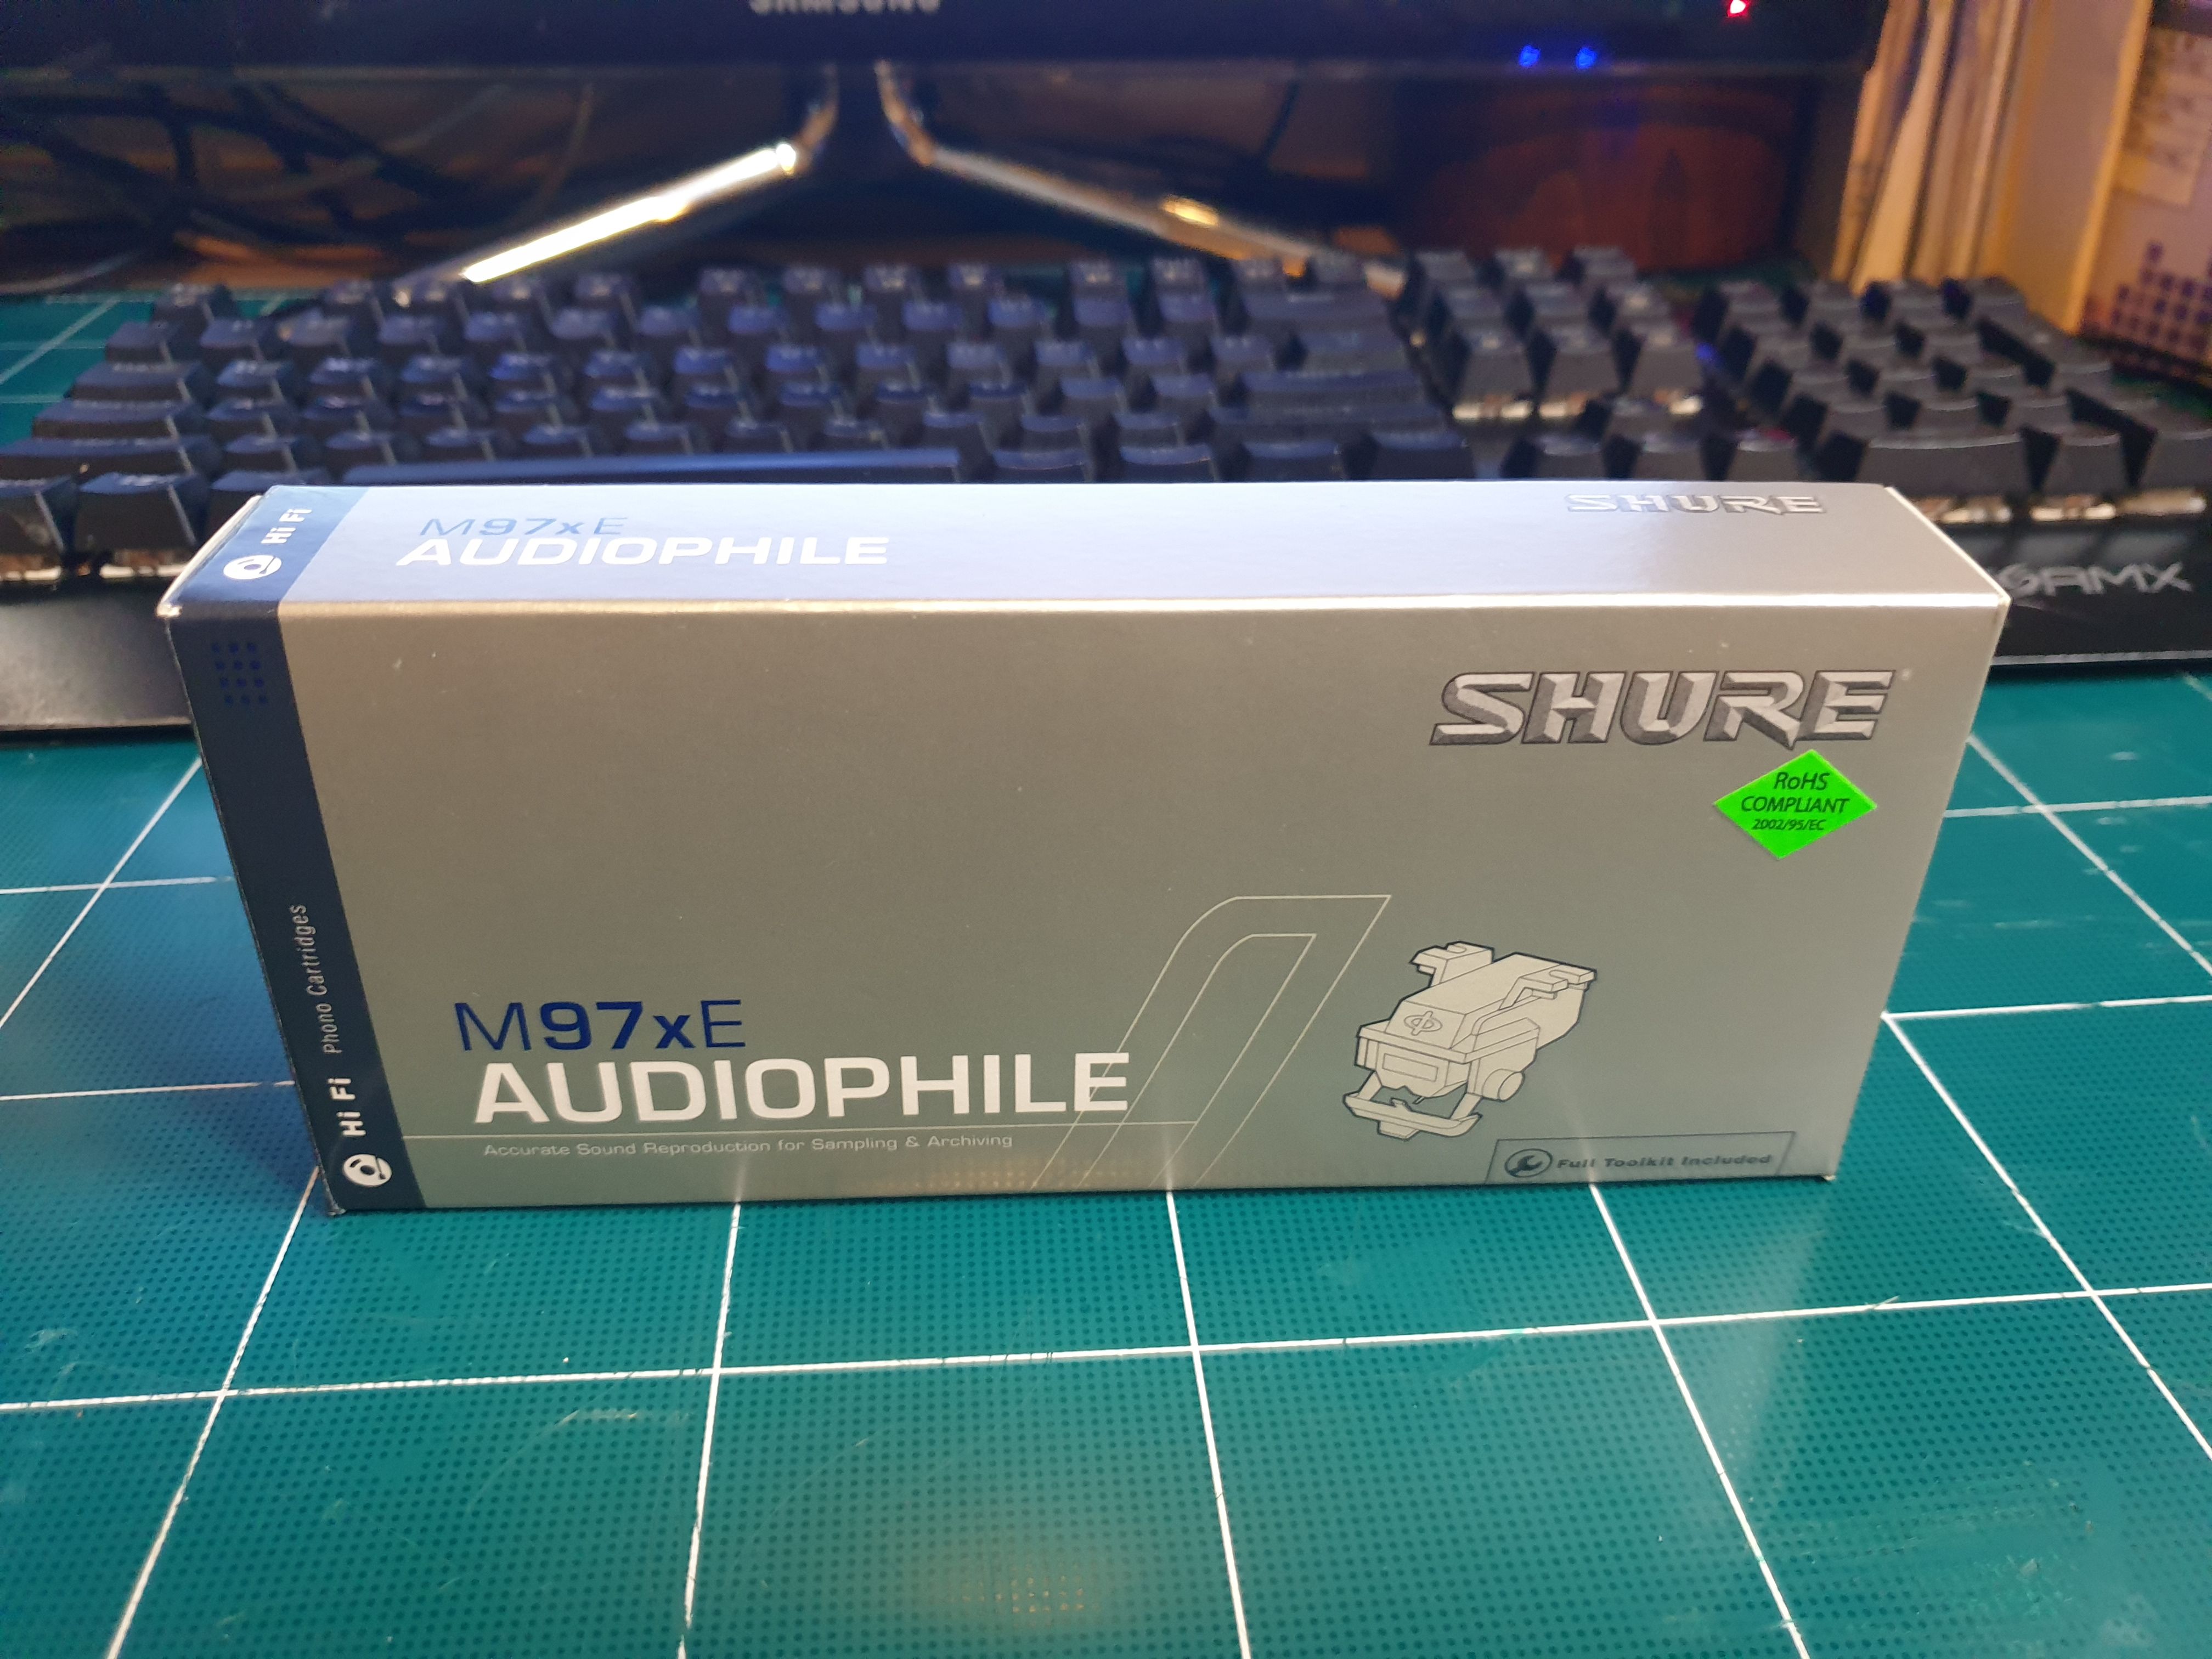 SAMSUNG
Hi Fi
M97xE
AUDIOPHILE
SHURE
SHURE
RoHS
COMPLIANT
2002/95/EC
Hi Fi Phono Cartridges
M97xE
AUDIOPHILE
Accurate Sound Reproduction for Sampling & Archiving
Full Toolkit Included